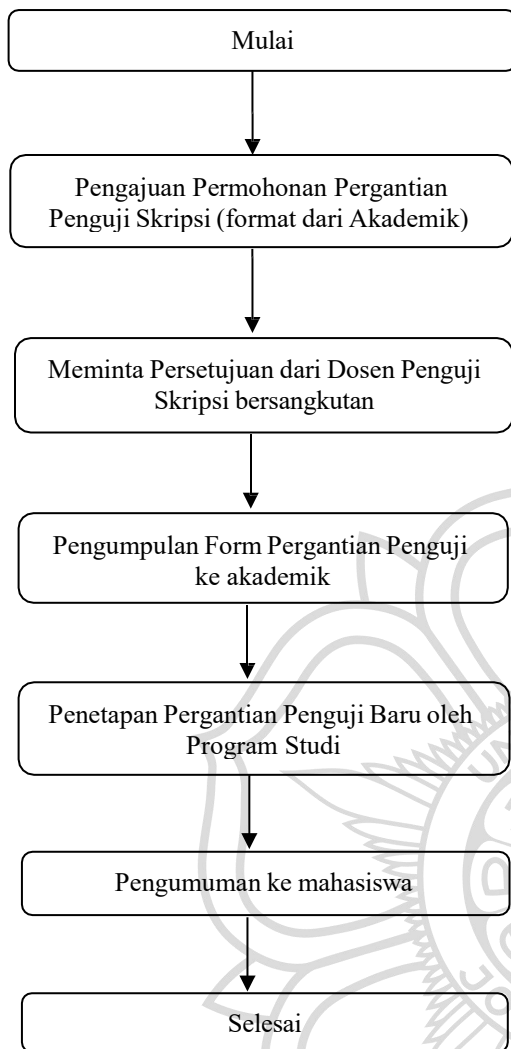 Mulai
Pengajuan Permohonan Pergantian
Penguji Skripsi (format dari Akademik)
Meminta Persetujuan dari Dosen Penguji
Skripsi bersangkutan
Pengumpulan Form Pergantian Penguji
ke akademik
Penetapan Pergantian Penguji Baru oleh
Program Studi
Pengumuman ke mahasiswa
Selesai